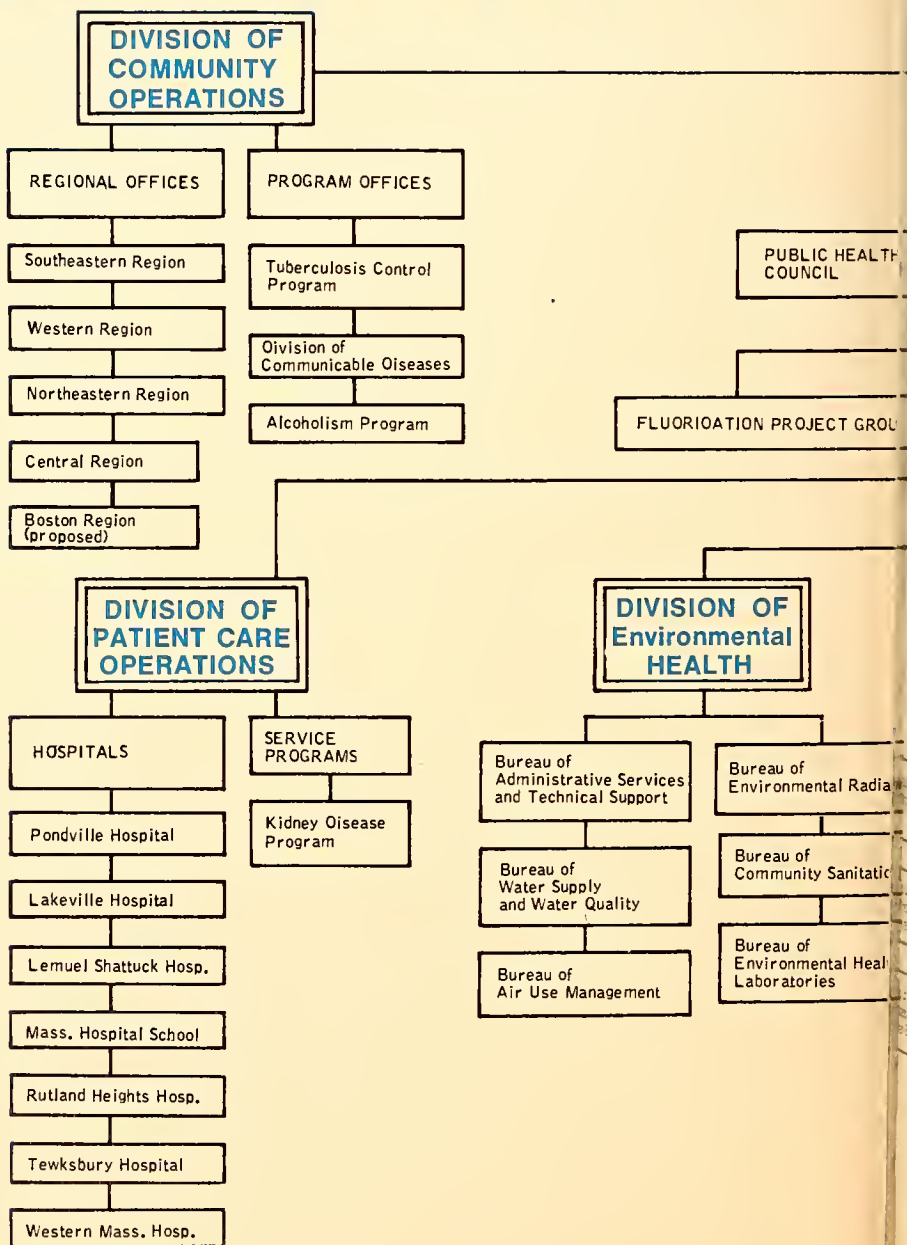 DIVISION OF
COMMUNITY
OPERATIONS
REGIONAL OFFICES
Southeastern Region
Western Region
Northeastern Region
Central Region
Boston Region
(proposed)
PROGRAM OFFICES
Tuberculosis Control
Program
Oivision of
Communicable Oiseases
Alcoholism Program
PUBLIC HEALTH
COUNCIL
FLUORIOATION PROJECT GROU
DIVISION OF
PATIENT CARE
OPERATIONS
HOSPITALS
Pondville Hospital
Lakeville Hospital
Lemuel Shattuck Hosp.
Mass. Hospital School
Rutland Heights Hosp.
Tewksbury Hospital
Western Mass. Hosp.
SERVICE
PROGRAMS
Kidney Oisease
Program
DIVISION OF
Environmental
HEALTH
Bureau of
Administrative Services
and Technical Support
Bureau of
Water Supply
and Water Quality
Bureau of
Air Use Management
Bureau of
Environmental Radia
Bureau of
Community Sanitatic
Bureau of
Environmental Heal
Laboratories